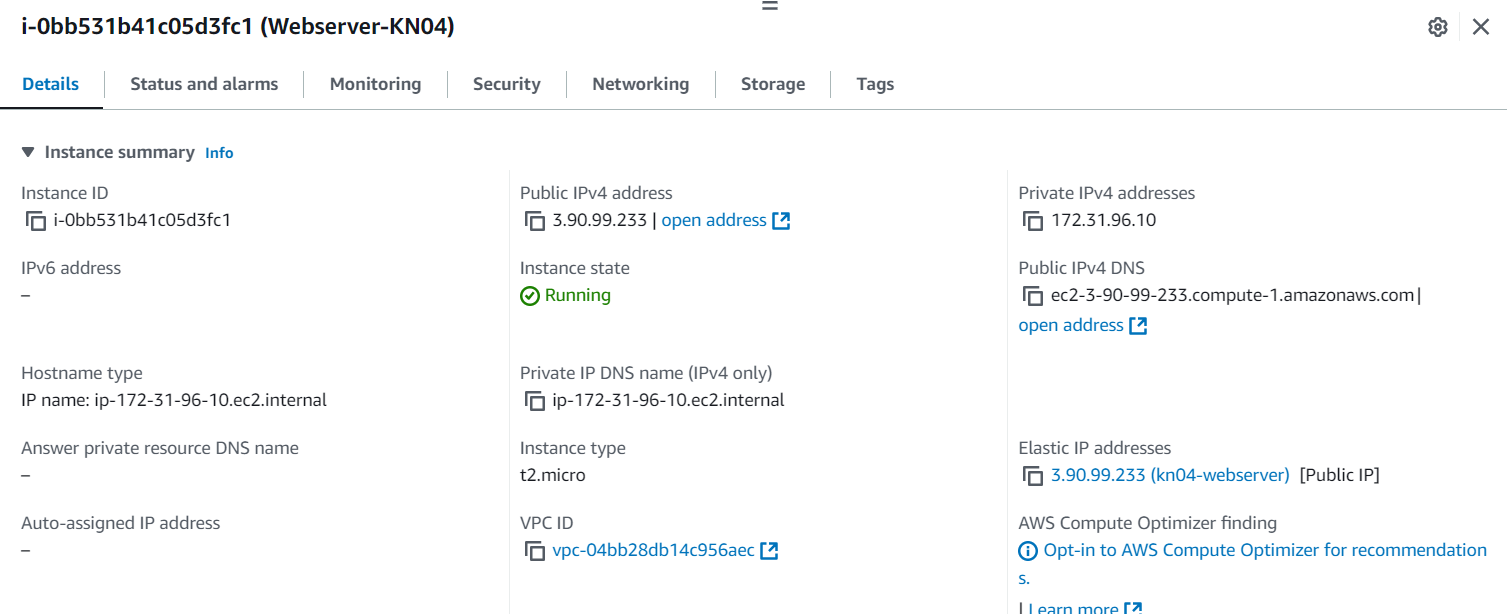 i-0bb531b41c05d3fc1 (Webserver-KN04)
Details
Status and alarms
Monitoring
Security
Networking
Storage
Tags
Instance summary Info
Instance ID
i-0bb531b41c05d3fc1
Public IPv4 address
3.90.99.233 | open address
Private IPv4 addresses
172.31.96.10
IPv6 address
–
Instance state
Running
Public IPv4 DNS
ec2-3-90-99-233.compute-1.amazonaws.com |
open address
Hostname type
IP name: ip-172-31-96-10.ec2.internal
Private IP DNS name (IPv4 only)
ip-172-31-96-10.ec2.internal
Answer private resource DNS name
–
Instance type
t2.micro
Elastic IP addresses
3.90.99.233 (kn04-webserver) [Public IP]
Auto-assigned IP address
–
VPC ID
vpc-04bb28db14c956aec
AWS Compute Optimizer finding
Opt-in to AWS Compute Optimizer for recommendation
s.
| Learn more